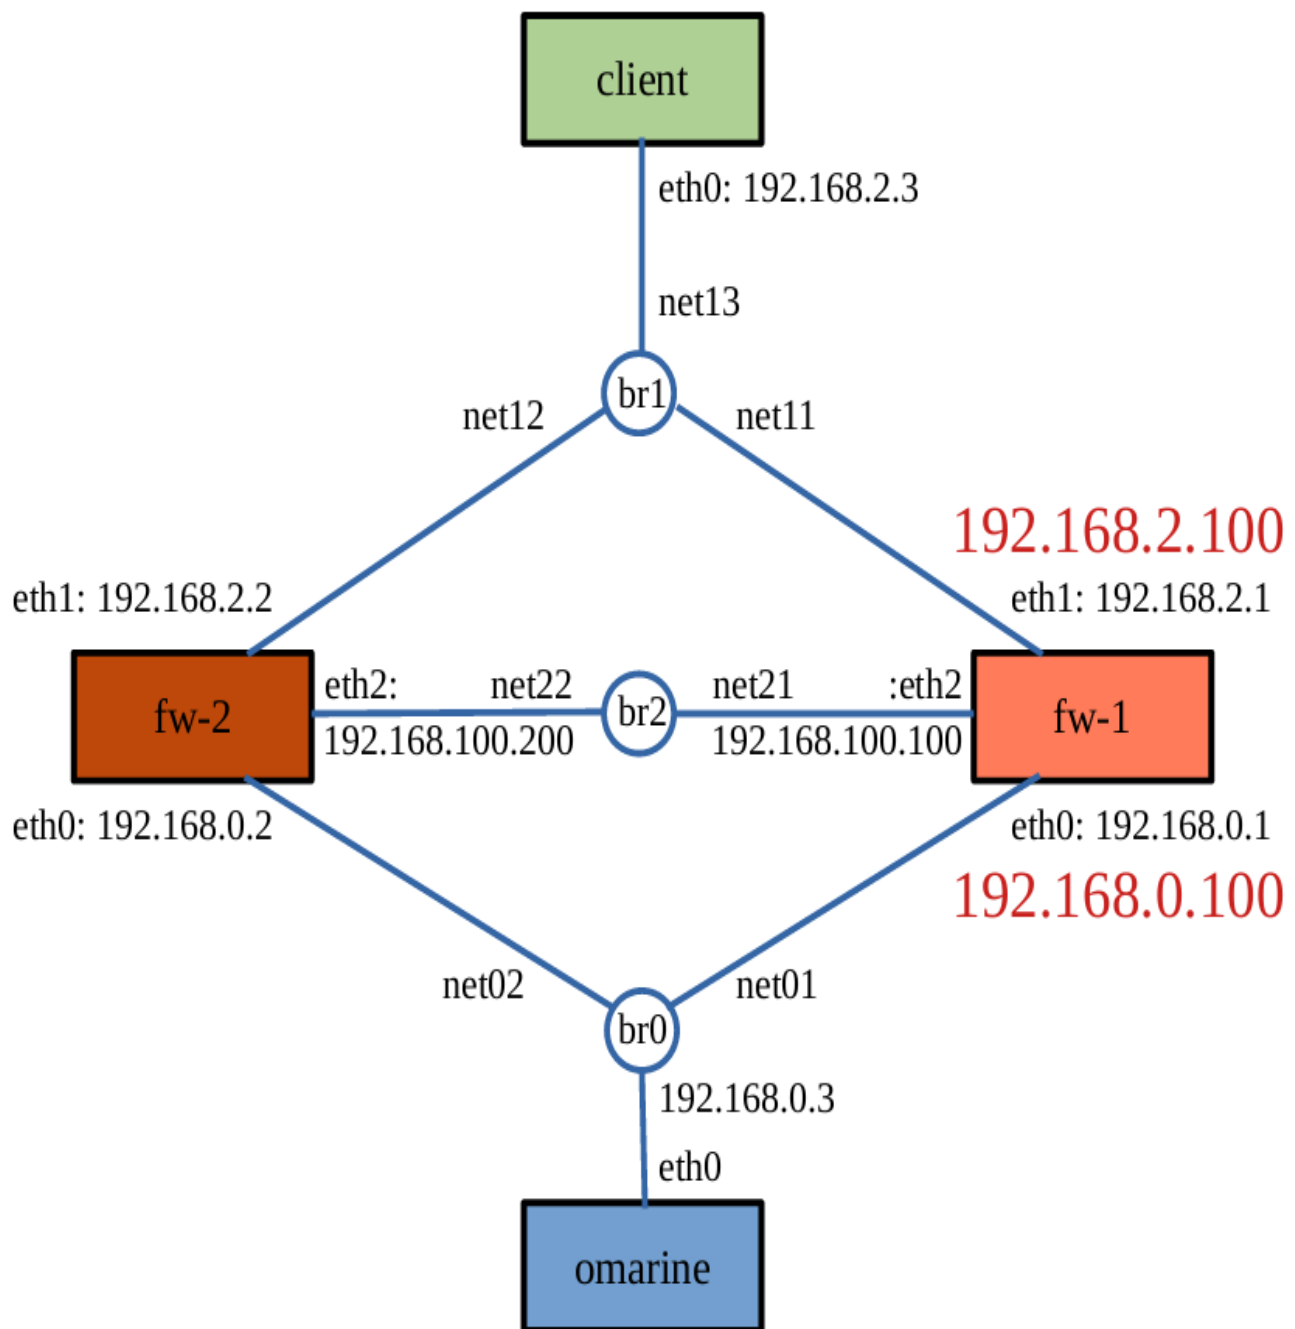 client
eth0: 192.168.2.3
net13
br1
net12
net11
192.168.2.100
eth1: 192.168.2.2
eth1: 192.168.2.1
fw-2
eth2:
net22
br2
net21
:eth2
fw-1
192.168.100.200
192.168.100.100
eth0: 192.168.0.2
eth0: 192.168.0.1
192.168.0.100
net02
net01
br0
192.168.0.3
eth0
omarine